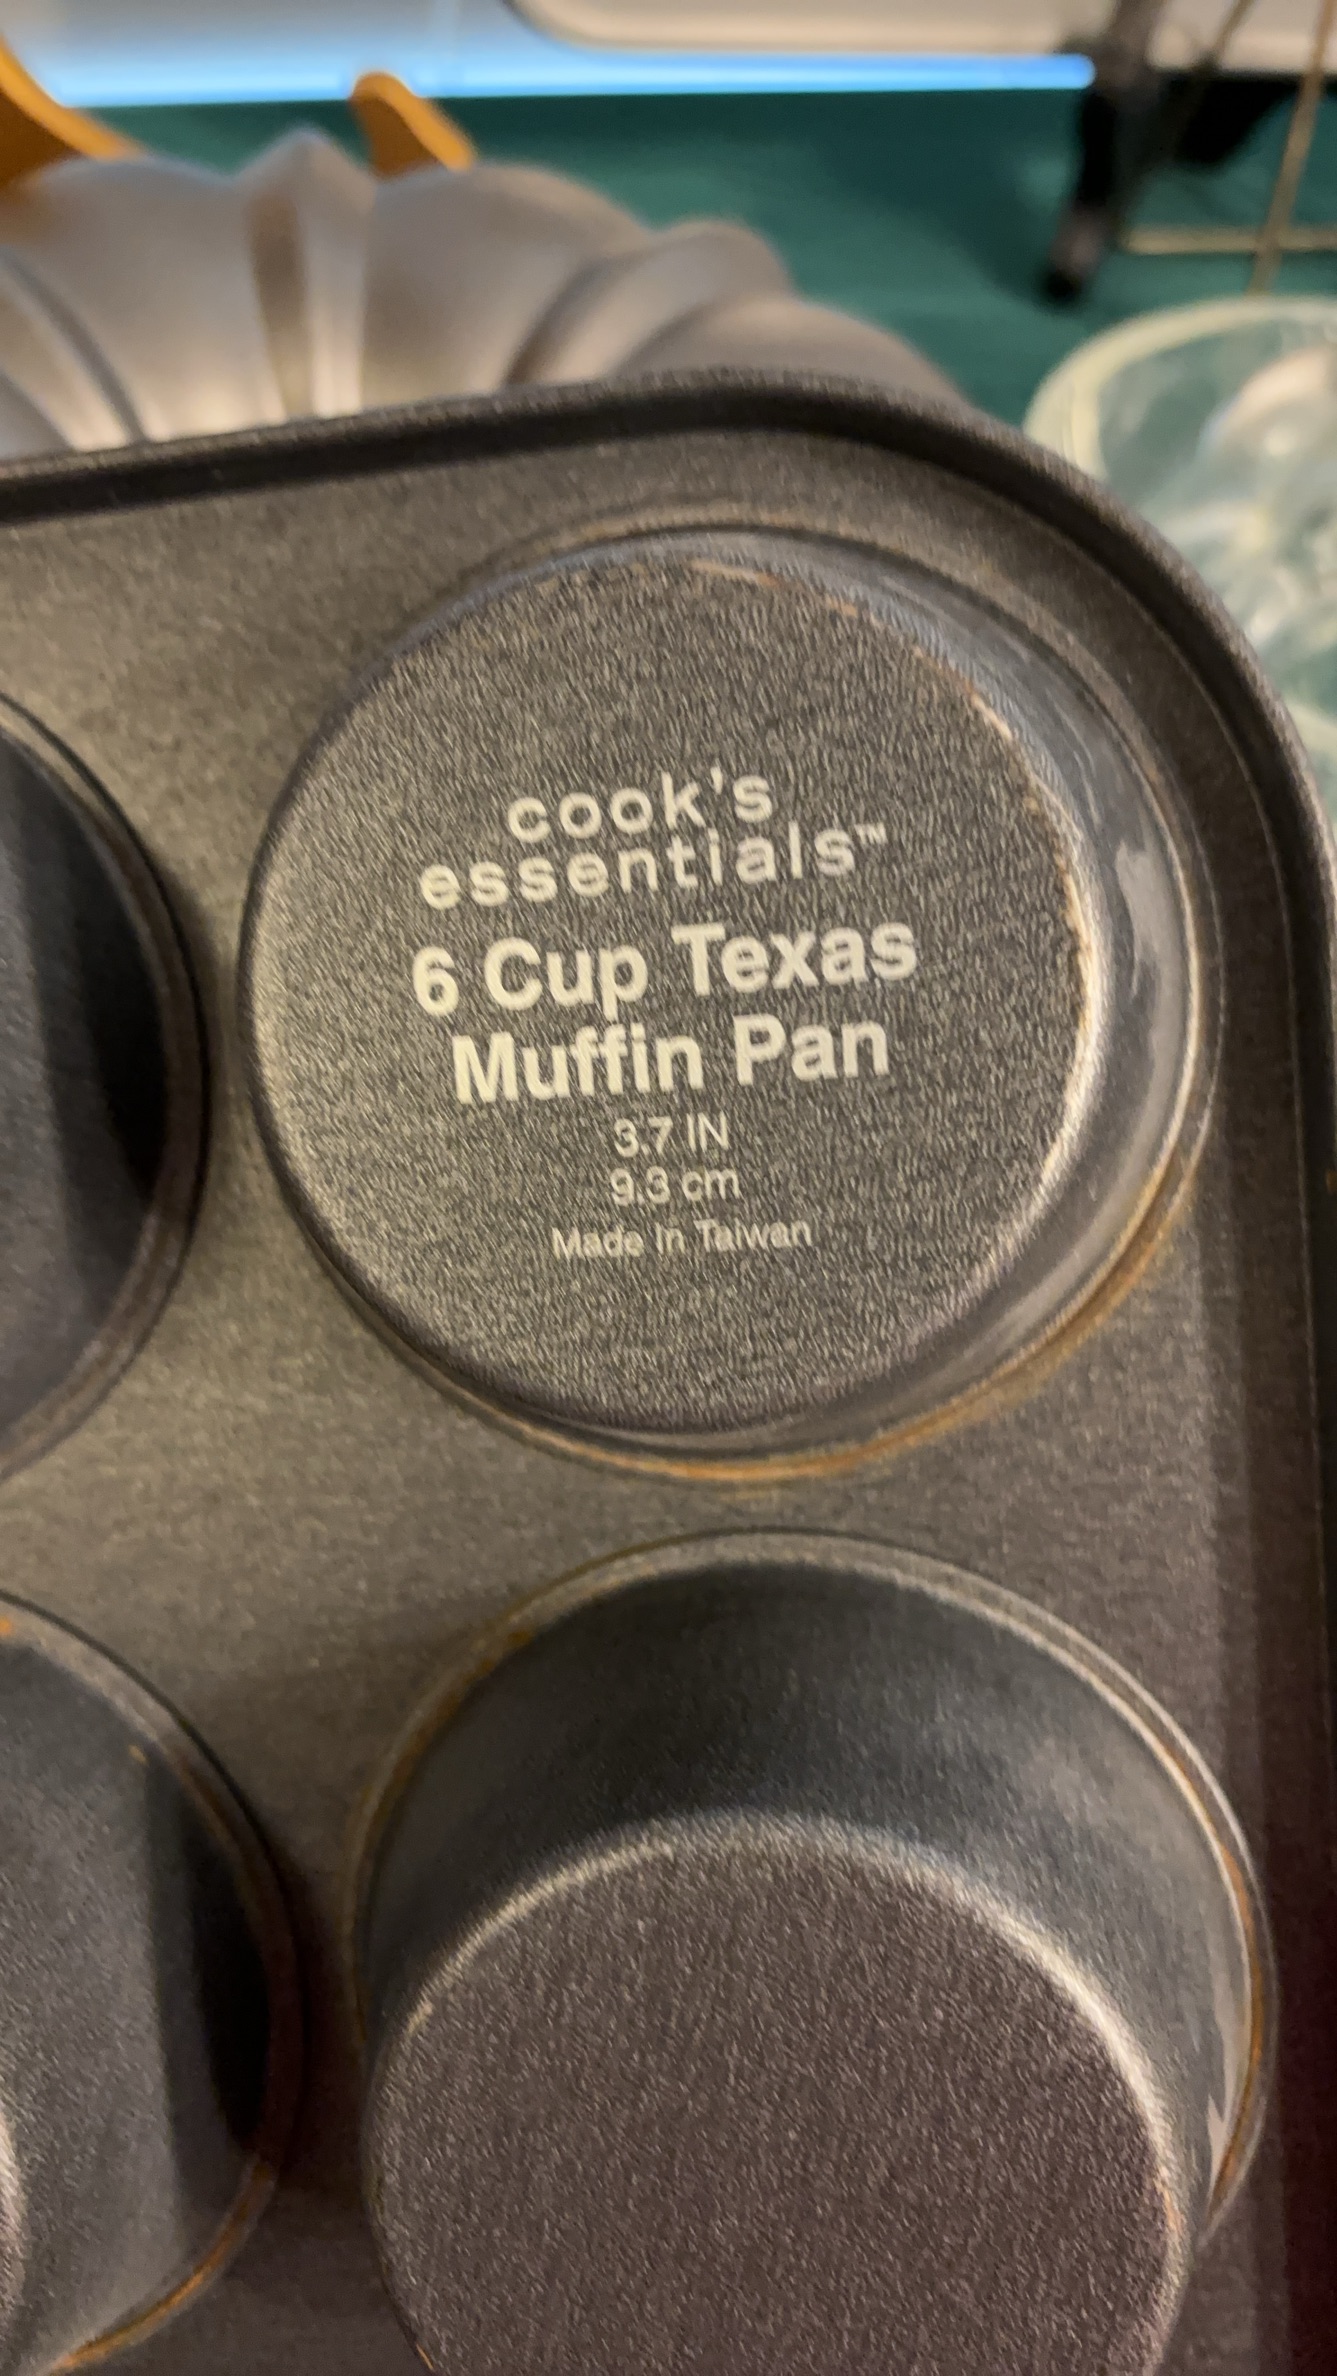 cook's
essentials™
6 Cup Texas
Muffin Pan
3.7 IN
9.3 cm
Made In Taiwan